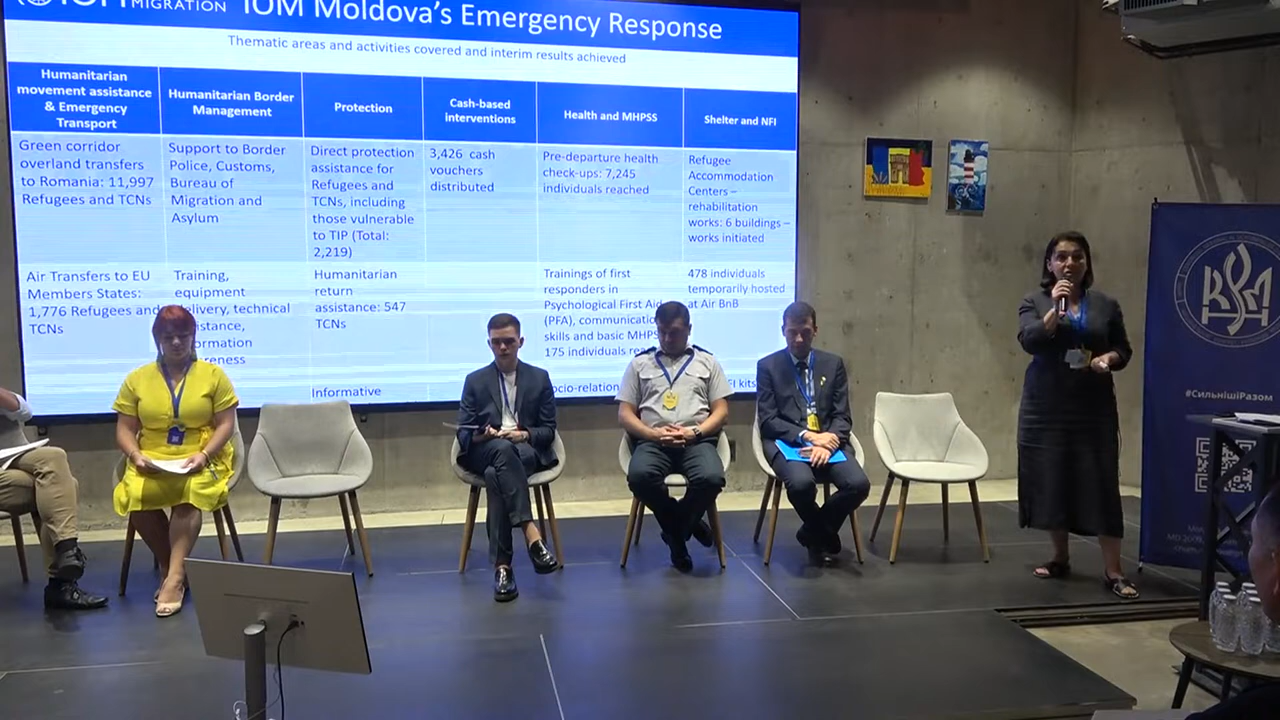 MIGRATION
IOM Moldova's Emergency Response
Thematic areas and activities covered and interim results achieved
Humanitarian
movement assistance
& Emergency
Transport
Humanitarian Border
Management
Protection
Cash-based
interventions
Health and MHPSS
Shelter and NFI
Green corridor
overland transfers
to Romania: 11,997
Refugees and TCNs
Support to Border
Police, Customs,
Bureau of
Migration and
Asylum
Direct protection
assistance for
Refugees and
TCNs, including
those vulnerable
to TIP (Total:
2,219)
3,426 cash
vouchers
distributed
Pre-departure health
check-ups: 7,245
individuals reached
Refugee
Accommodation
Centers –
rehabilitation
works: 6 buildings –
works initiated
Air Transfers to EU
Members States:
1,776 Refugees and
TCNs
Training,
equipment
delivery, technical
assistance,
Humanitarian
return
assistance: 547
TCNs
Trainings of first
responders in
Psychological First Aid
(PFA), communication
skills and basic MHPSS
175 individuals
478 individuals
temporarily hosted
at Air BnB
Informative
kits
#СильнішіРазом